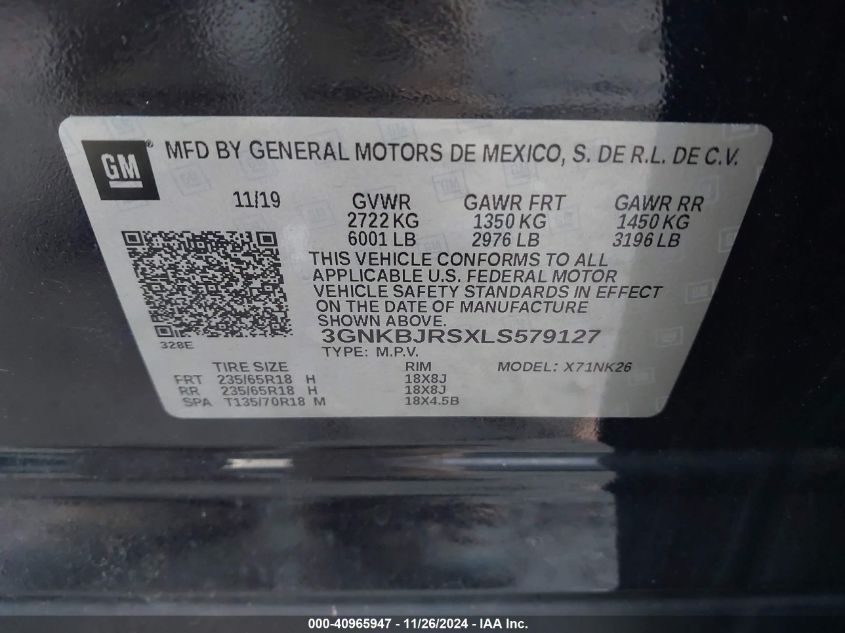 GM® MFD BY GENERAL MOTORS DE MEXICO, S. DE R.L. DE C.V.
11/19 GVWR GAWR FRT GAWR RR
2722 KG 1350 KG 1450 KG
6001 LB 2976 LB 3196 LB
THIS VEHICLE CONFORMS TO ALL
APPLICABLE U.S. FEDERAL MOTOR
VEHICLE SAFETY STANDARDS IN EFFECT
ON THE DATE OF MANUFACTURE
SHOWN ABOVE.
3GNKBJRSXLS579127
328E
TYPE: M.P.V.
TIRE SIZE RIM MODEL: X71NK26
FRT 235/65R18 H 18X8J
RR 235/65R18 H 18X8J
SPA T135/70R18 M 18X4.5B
000-40965947 - 11/26/2024 - IAA Inc.